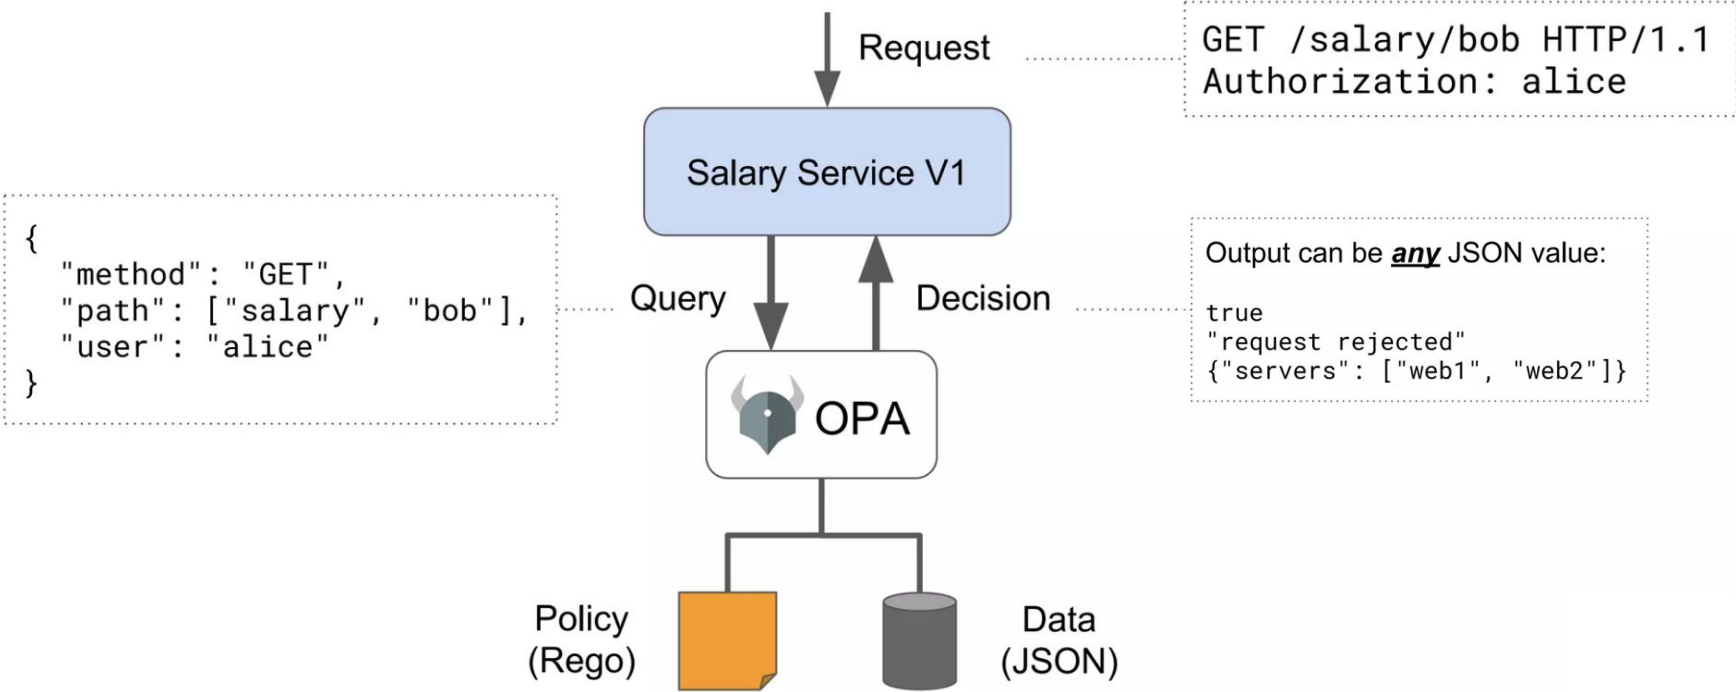 Request
GET /salary/bob HTTP/1.1
Authorization: alice
Salary Service V1
{
"method": "GET",
"path": ["salary", "bob"],
"user": "alice"
}
Query
Decision
Output can be any JSON value:
true
"request rejected"
{"servers": ["web1", "web2"]}
OPA
Policy
(Rego)
Data
(JSON)